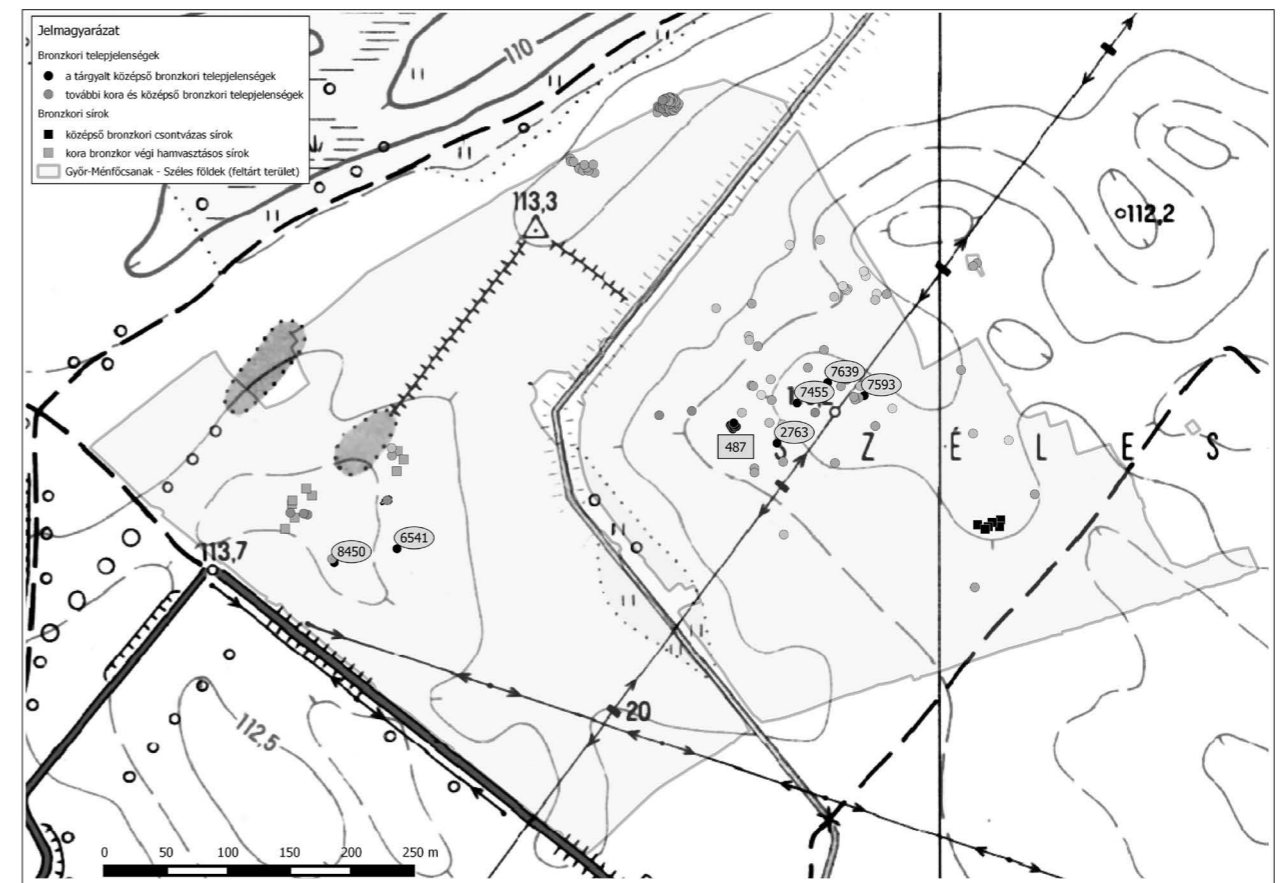 Jelmagyarázat
Bronzkori telepjelenségek
a tárgyalt középső bronzkori telepjelenségek
további kora és középső bronzkori telepjelenségek
Bronzkori sírok
középső bronzkori csontvázas sírok
kora bronzkor végi hamvasztásos sírok
Győr-Ménfőcsanak - Széles földek (feltárt terület)
110
113,3
112,2
7639
7593
7455
2763
487
S Z É L E S
6541
8450
113,7
20
112,5
0 50 100 150 200 250 m